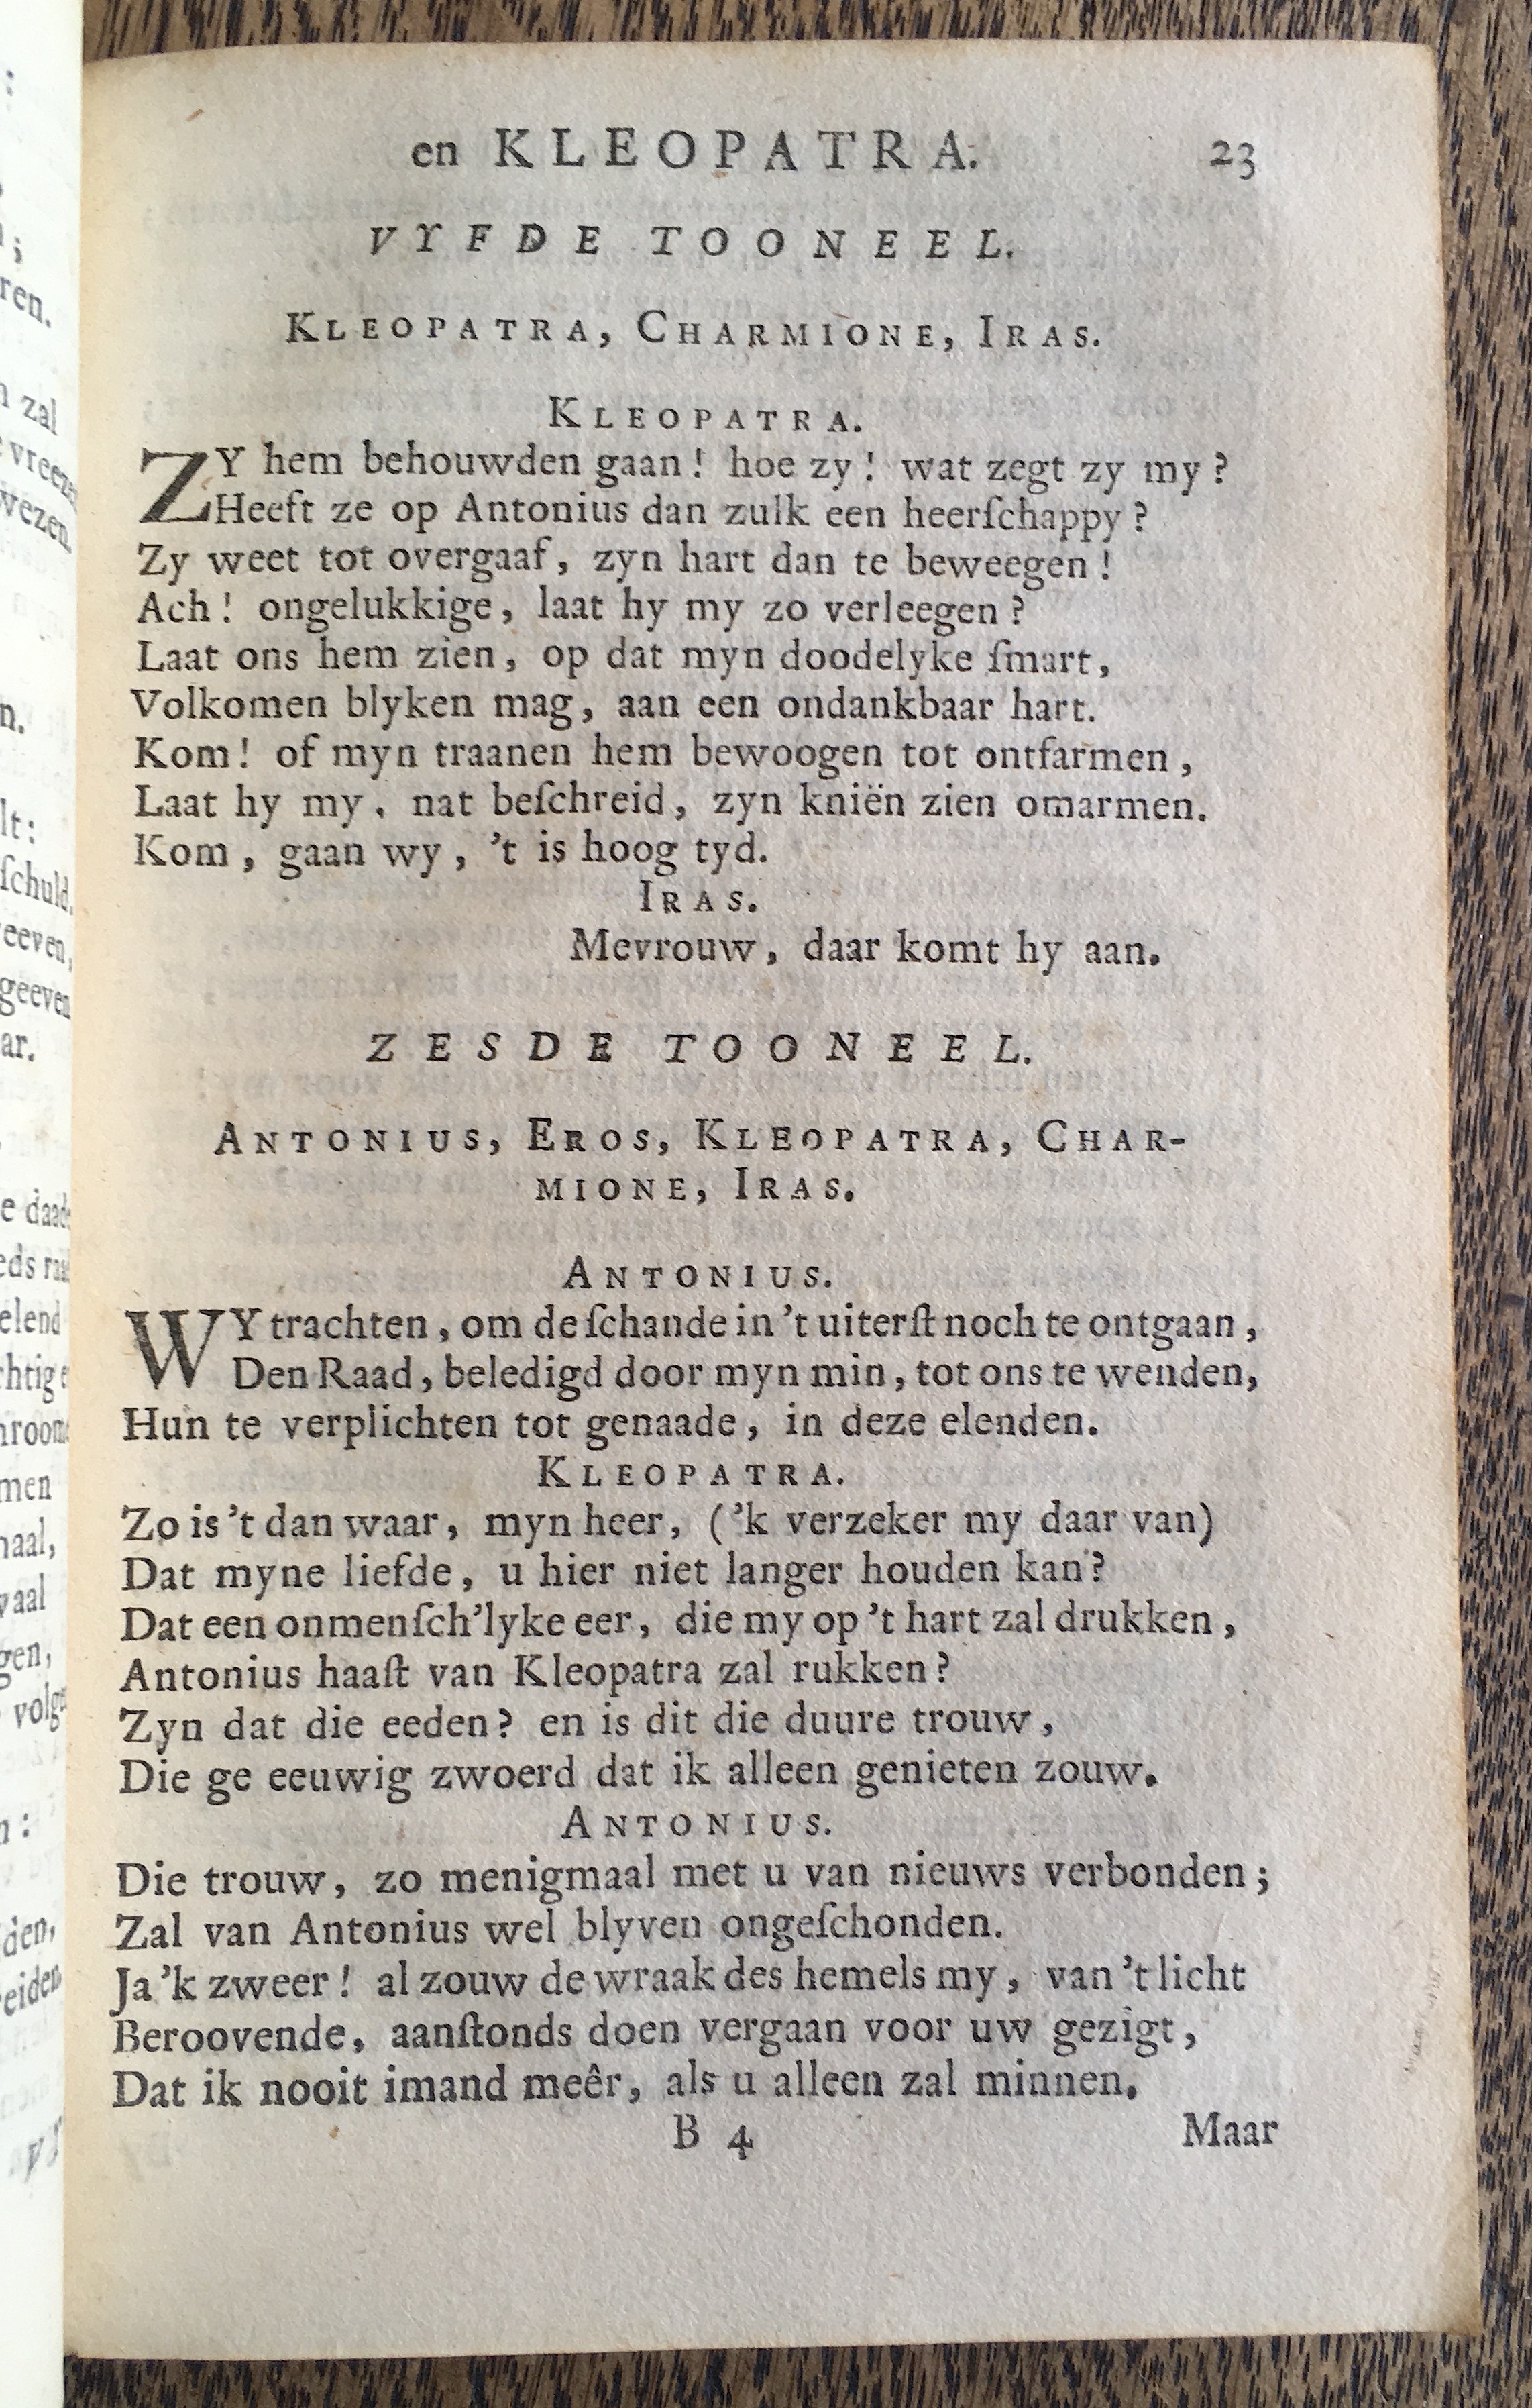 en KLEOPATRA. 23
VYFDE TOONEEL.
KLEOPATRA, CHARMIONE, IRAS.
KLEOPATRA.
ZY hem behouwden gaan! hoe zy! wat zegt zy my?
Heeft ze op Antonius dan zulk een heerſchappy?
Zy weet tot overgaaf, zyn hart dan te beweegen!
Ach! ongelukkige, laat hy my zo verleegen?
Laat ons hem zien, op dat myn doodelyke ſmart,
Volkomen blyken mag, aan een ondankbaar hart.
Kom! of myn traanen hem bewoogen tot ontfarmen,
Laat hy my, nat beſchreid, zyn kniën zien omarmen.
Kom, gaan wy, 't is hoog tyd.
IRAS.
Mevrouw, daar komt hy aan.
ZESDE TOONEEL.
ANTONIUS, EROS, KLEOPATRA, CHAR-
MIONE, IRAS.
ANTONIUS.
WY trachten, om de ſchande in 't uiterſt noch te ontgaan,
Den Raad, beledigd door myn min, tot ons te wenden,
Hun te verplichten tot genaade, in deze elenden.
KLEOPATRA.
Zo is 't dan waar, myn heer, ('k verzeker my daar van)
Dat myne liefde, u hier niet langer houden kan?
Dat een onmenſch'lyke eer, die my op 't hart zal drukken,
Antonius haaſt van Kleopatra zal rukken?
Zyn dat die eeden? en is dit die duure trouw,
Die ge eeuwig zwoerd dat ik alleen genieten zouw.
ANTONIUS.
Die trouw, zo menigmaal met u van nieuws verbonden;
Zal van Antonius wel blyven ongeſchonden.
Ja 'k zweer! al zouw de wraak des hemels my, van 't licht
Beroovende, aanſtonds doen vergaan voor uw gezigt,
Dat ik nooit imand meêr, als u alleen zal minnen.
B 4 Maar